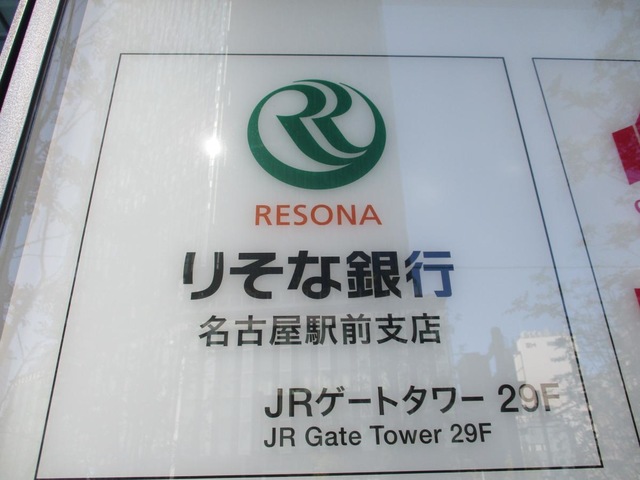 RESONA
りそな銀行
名古屋駅前支店
JRゲートタワー 29F
JR Gate Tower 29F